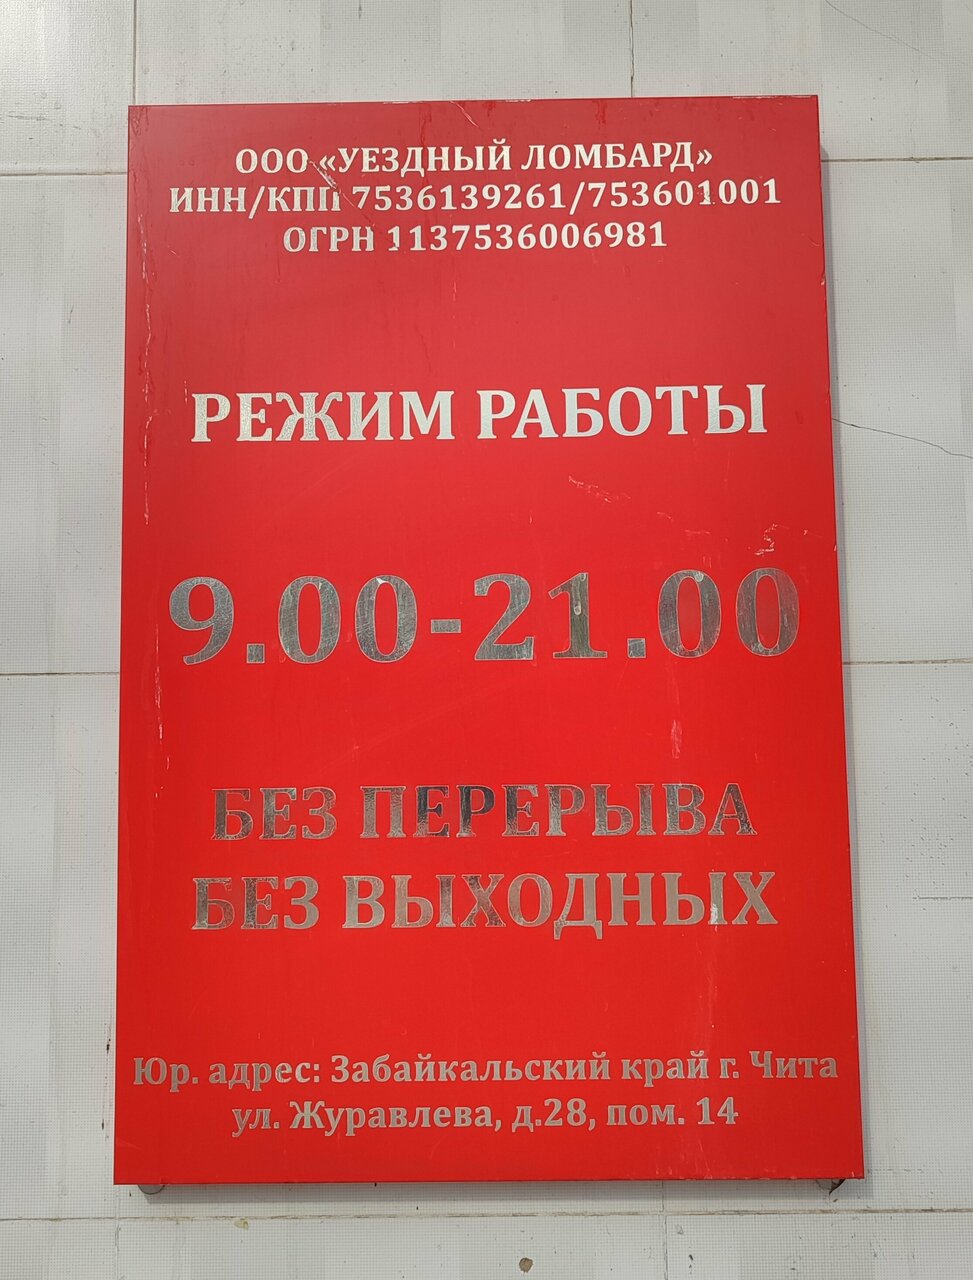 ООО «УЕЗДНЫЙ ЛОМБАРД»
ИНН/КПП 7536139261/753601001
ОГРН 1137536006981
РЕЖИМ РАБОТЫ
9.00-21.00
БЕЗ ПЕРЕРЫВА
БЕЗ ВЫХОДНЫХ
Юр. адрес: Забайкальский край г. Чита
ул. Журавлева, д.28, пом. 14